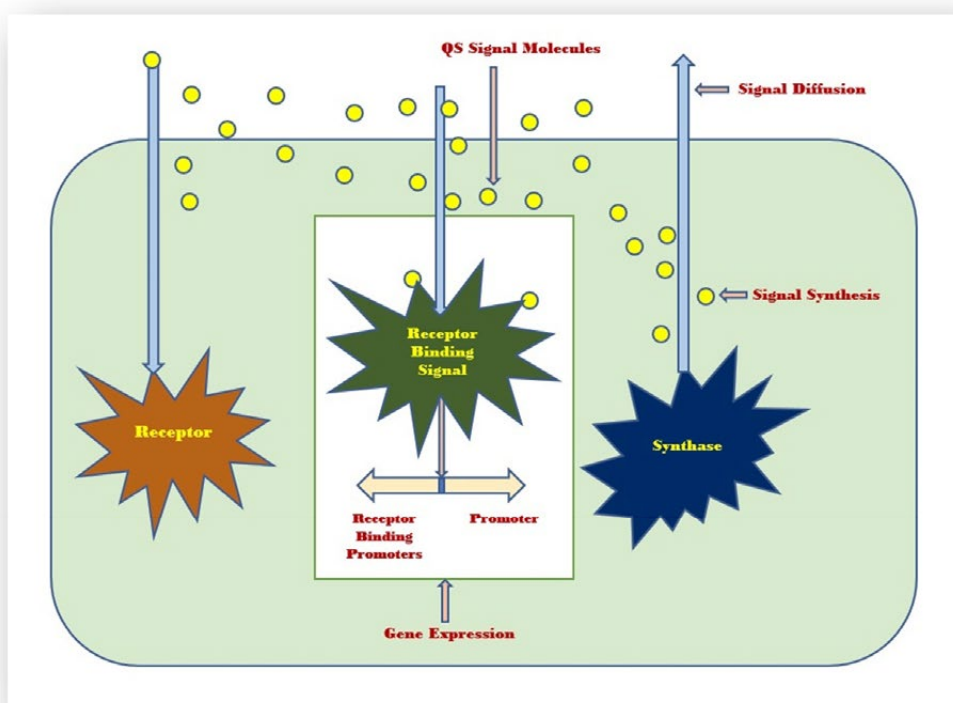 QS Signal Molecules
Signal Diffusion
Signal Synthesis
Receptor
Binding
Signal
Receptor
Synthase
Receptor
Binding
Promoters
Promoter
Gene Expression